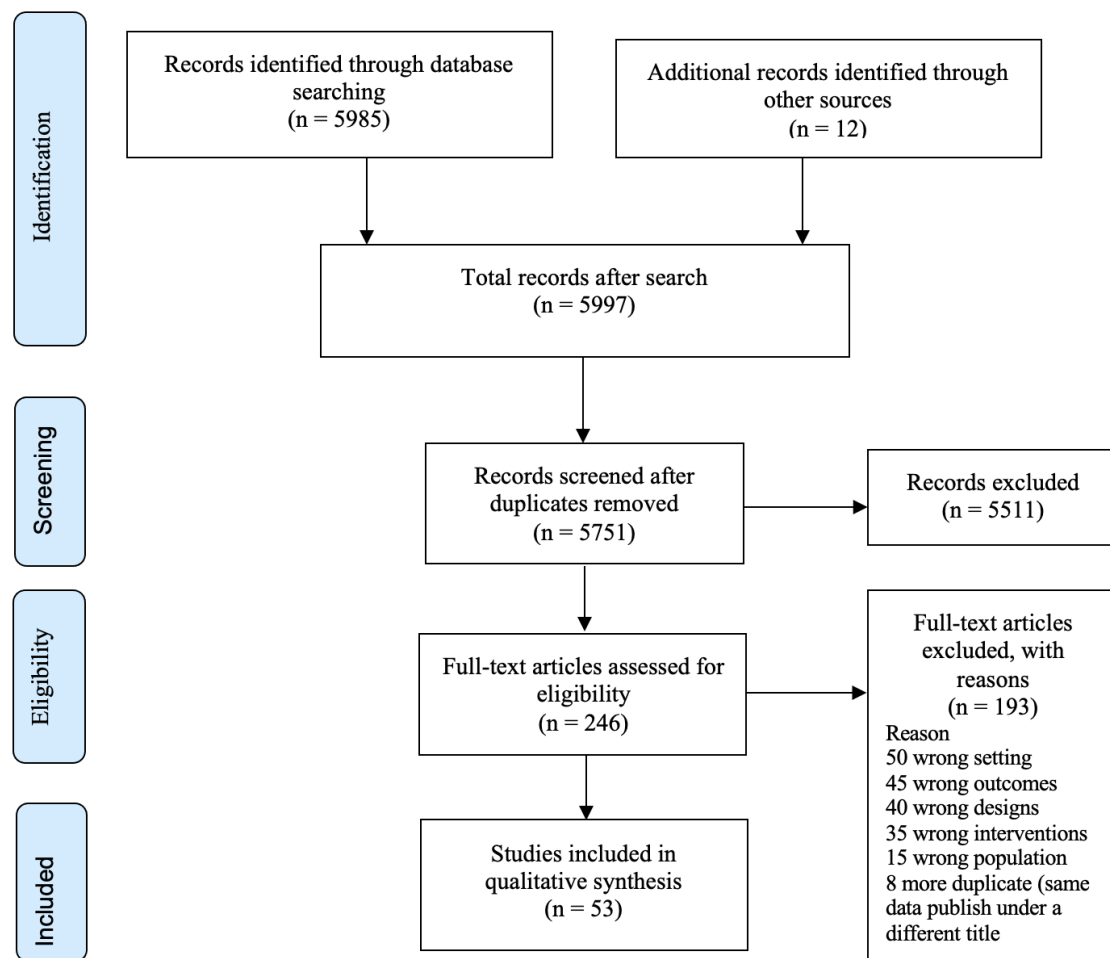 Identification
Records identified through database
searching
(n = 5985)
Additional records identified through
other sources
(n = 12)
Total records after search
(n = 5997)
Screening
Records screened after
duplicates removed
(n = 5751)
Records excluded
(n = 5511)
Eligibility
Full-text articles assessed for
eligibility
(n = 246)
Full-text articles
excluded, with
reasons
(n = 193)
Reason
50 wrong setting
45 wrong outcomes
40 wrong designs
35 wrong interventions
15 wrong population
8 more duplicate (same
data publish under a
different title
Included
Studies included in
qualitative synthesis
(n = 53)